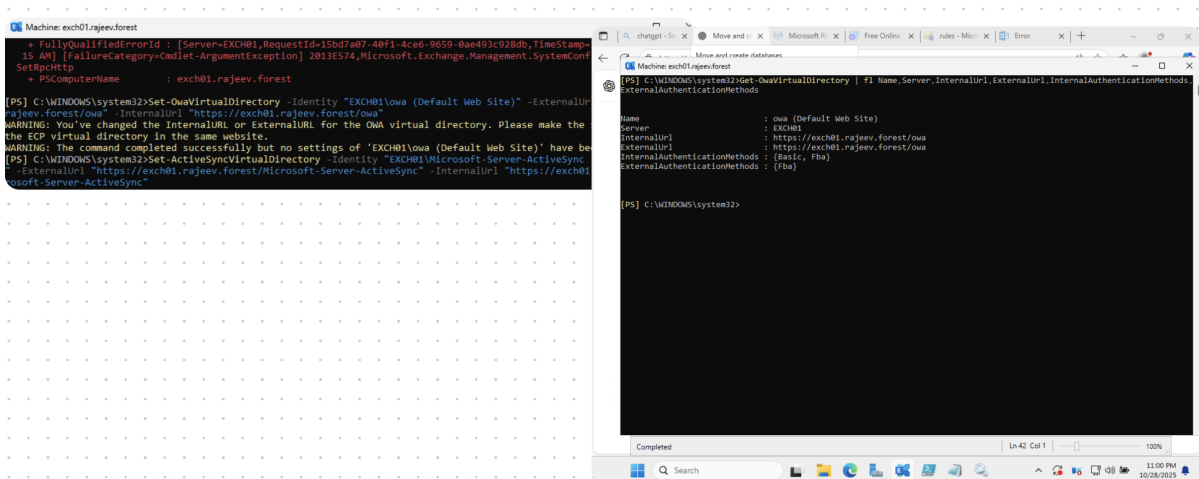 Machine: exch01.rajeev.forest
+ FullyQualifiedErrorId : [Server=EXCH01,RequestId=15bd7a07-40f1-4ce6-9659-0ae493c928db,TimeStamp=
15 AM] [FailureCategory=Cmdlet-ArgumentException] 2013E574,Microsoft.Exchange.Management.SystemConf
SetRpcHttp
+ PSComputerName : exch01.rajeev.forest
[PS] C:\WINDOWS\system32>Set-OwaVirtualDirectory -Identity "EXCH01\owa (Default Web Site)" -ExternalUr
rajeev.forest/owa" -InternalUrl "https://exch01.rajeev.forest/owa"
WARNING: You've changed the InternalURL or ExternalURL for the OWA virtual directory. Please make the
the ECP virtual directory in the same website.
WARNING: The command completed successfully but no settings of 'EXCH01\owa (Default Web Site)' have be
[PS] C:\WINDOWS\system32>Set-ActiveSyncVirtualDirectory -Identity "EXCH01\Microsoft-Server-ActiveSync
" -ExternalUrl "https://exch01.rajeev.forest/Microsoft-Server-ActiveSync" -InternalUrl "https://exch01
rosoft-Server-ActiveSync"
chatgpt - Se
Move and cr
Microsoft Ro
Free Online
rules - Micro
Error
Move and create databases
Machine: exch01.rajeev.forest
[PS] C:\WINDOWS\system32>Get-OwaVirtualDirectory | fl Name,Server,InternalUrl,ExternalUrl,InternalAuthenticationMethods,
ExternalAuthenticationMethods
Name : owa (Default Web Site)
Server : EXCH01
InternalUrl : https://exch01.rajeev.forest/owa
ExternalUrl : https://exch01.rajeev.forest/owa
InternalAuthenticationMethods : {Basic, Fba}
ExternalAuthenticationMethods : {Fba}
[PS] C:\WINDOWS\system32>
Completed
Ln 42 Col 1
100%
Search
11:00 PM
10/28/2025